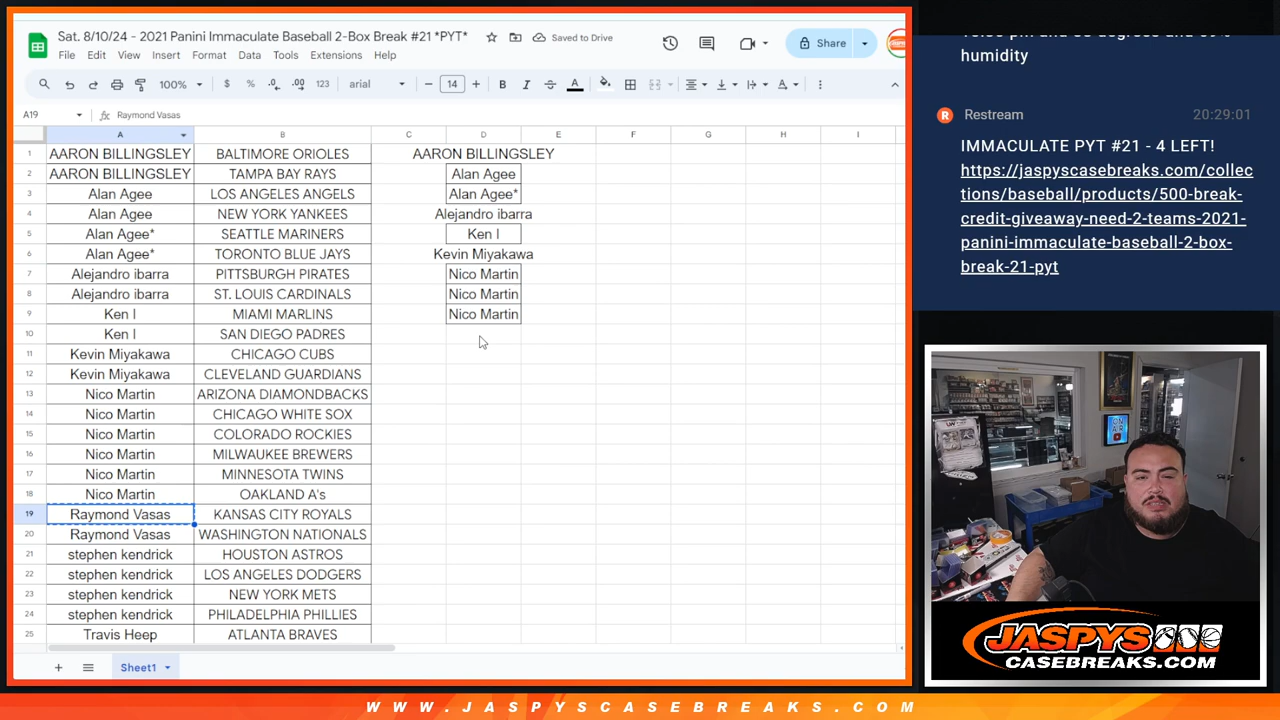 Sat. 8/10/24 - 2021 Panini Immaculate Baseball 2-Box Break #21 *PYT*
Saved to Drive
File Edit View Insert Format Data Tools Extensions Help
Share
100%
$ % .0 .00 123 arial 14 B I A
A19 fx Raymond Vasas
A B C D E F G H I
1 AARON BILLINGSLEY BALTIMORE ORIOLES AARON BILLINGSLEY
2 AARON BILLINGSLEY TAMPA BAY RAYS Alan Agee
3 Alan Agee LOS ANGELES ANGELS Alan Agee*
4 Alan Agee NEW YORK YANKEES Alejandro ibarra
5 Alan Agee* SEATTLE MARINERS Ken I
6 Alan Agee* TORONTO BLUE JAYS Kevin Miyakawa
7 Alejandro ibarra PITTSBURGH PIRATES Nico Martin
8 Alejandro ibarra ST. LOUIS CARDINALS Nico Martin
9 Ken I MIAMI MARLINS Nico Martin
10 Ken I SAN DIEGO PADRES
11 Kevin Miyakawa CHICAGO CUBS
12 Kevin Miyakawa CLEVELAND GUARDIANS
13 Nico Martin ARIZONA DIAMONDBACKS
14 Nico Martin CHICAGO WHITE SOX
15 Nico Martin COLORADO ROCKIES
16 Nico Martin MILWAUKEE BREWERS
17 Nico Martin MINNESOTA TWINS
18 Nico Martin OAKLAND A's
19 Raymond Vasas KANSAS CITY ROYALS
20 Raymond Vasas WASHINGTON NATIONALS
21 stephen kendrick HOUSTON ASTROS
22 stephen kendrick LOS ANGELES DODGERS
23 stephen kendrick NEW YORK METS
24 stephen kendrick PHILADELPHIA PHILLIES
25 Travis Heep ATLANTA BRAVES
Sheet1
humidity
Restream 20:29:01
IMMACULATE PYT #21 - 4 LEFT!
https://jaspyscasebreaks.com/collec
tions/baseball/products/500-break-
credit-giveaway-need-2-teams-2021-
panini-immaculate-baseball-2-box-
break-21-pyt
JASPYS
CASEBREAKS.COM
WWW.JASPYSCASEBREAKS.COM